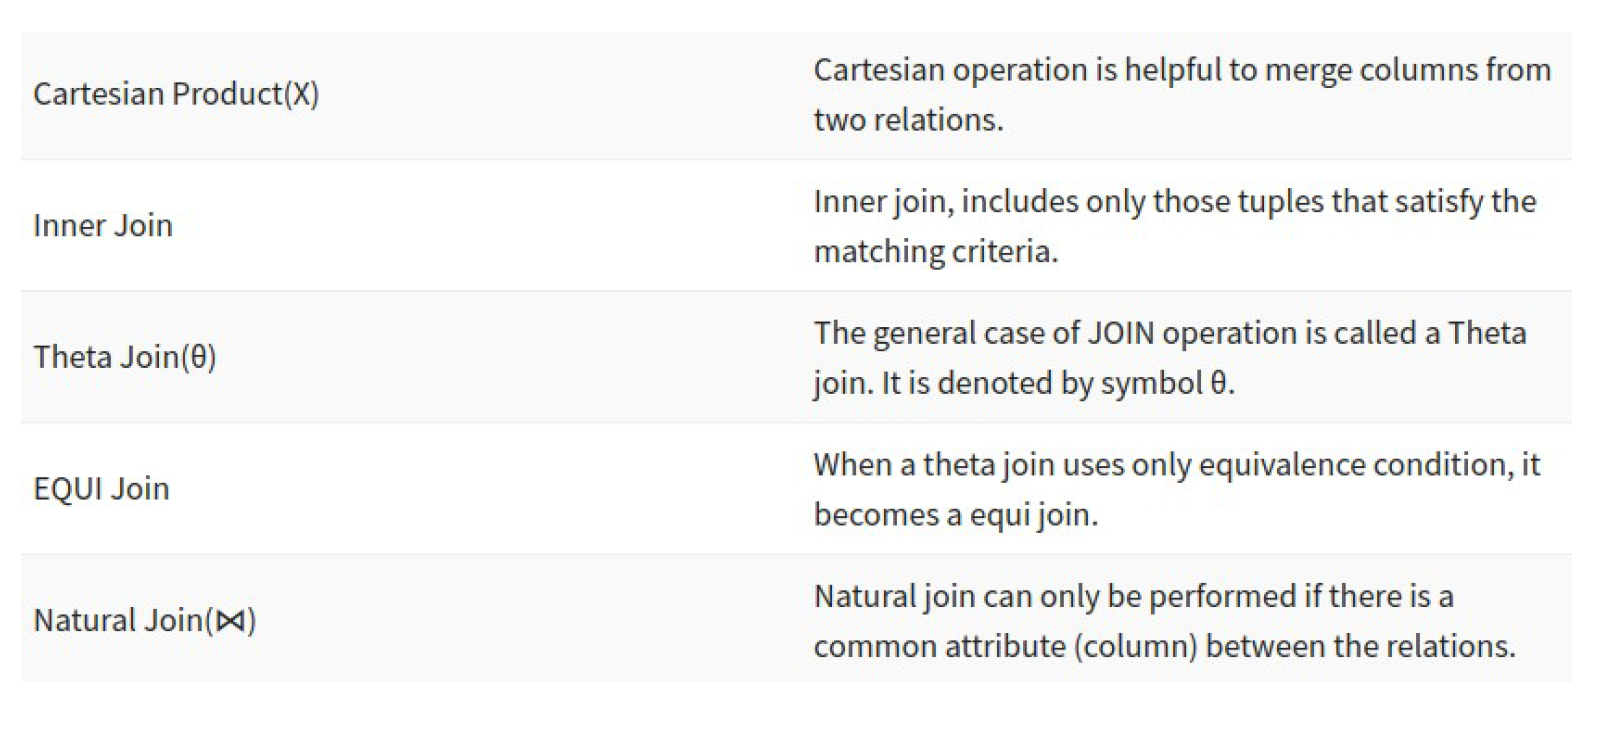 Cartesian Product(X)
Cartesian operation is helpful to merge columns from
two relations.
Inner Join
Inner join, includes only those tuples that satisfy the
matching criteria.
Theta Join(θ)
The general case of JOIN operation is called a Theta
join. It is denoted by symbol θ.
EQUI Join
When a theta join uses only equivalence condition, it
becomes a equi join.
Natural Join(⋈)
Natural join can only be performed if there is a
common attribute (column) between the relations.